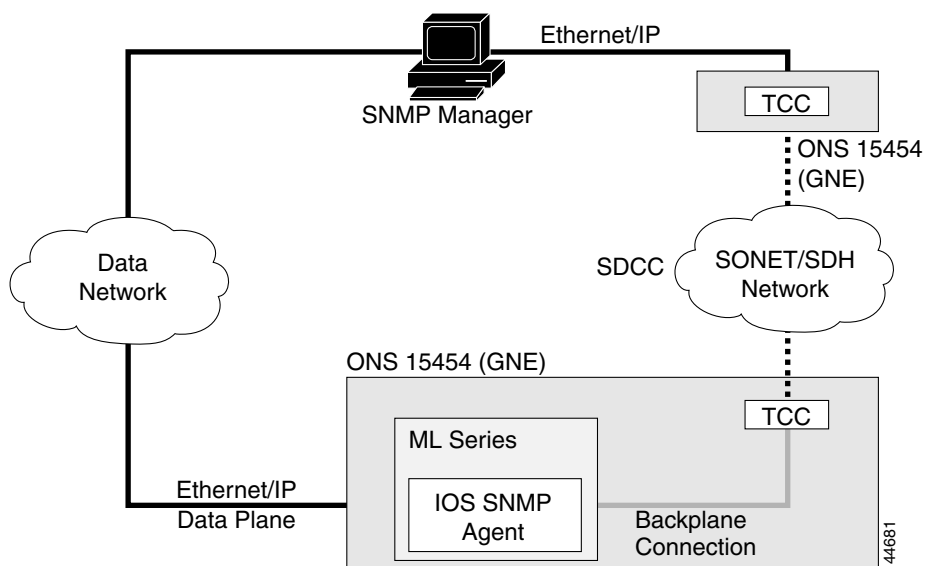 Ethernet/IP
SNMP Manager
TCC
ONS 15454
(GNE)
Data
Network
SDCC
SONET/SDH
Network
ONS 15454 (GNE)
TCC
ML Series
IOS SNMP
Agent
Ethernet/IP
Data Plane
Backplane
Connection
44681